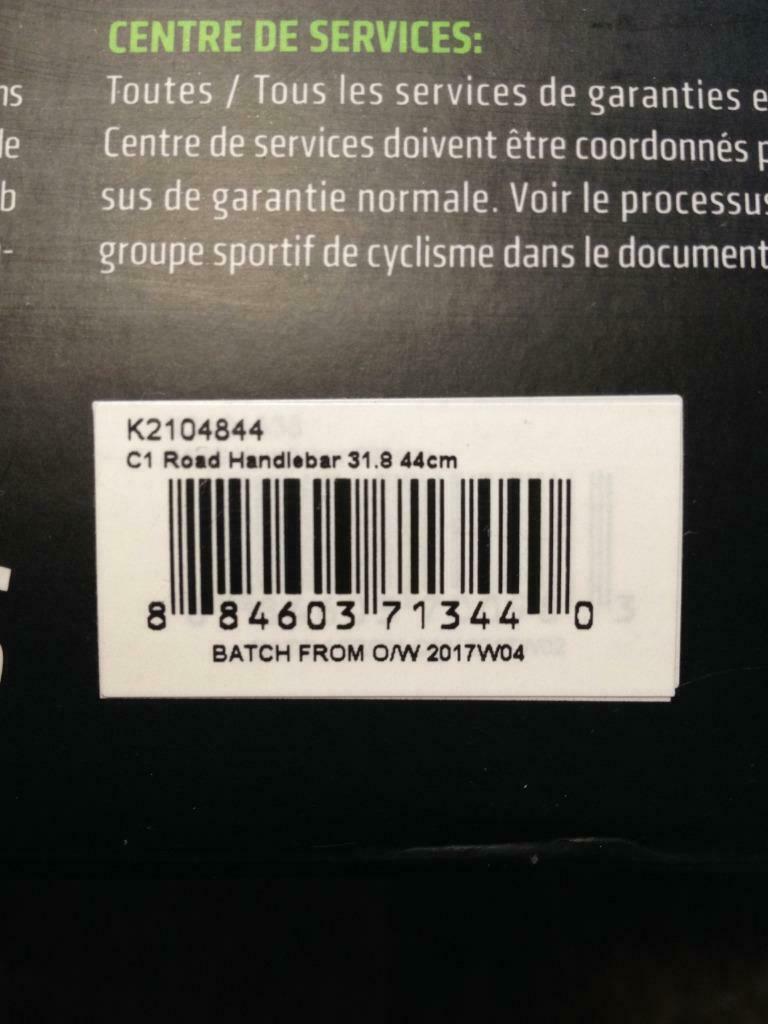 CENTRE DE SERVICES:
Toutes / Tous les services de garanties e
Centre de services doivent être coordonnés p
sus de garantie normale. Voir le processus
groupe sportif de cyclisme dans le document
K2104844
C1 Road Handlebar 31.8 44cm
8 84603 71344 0
BATCH FROM O/W 2017W04